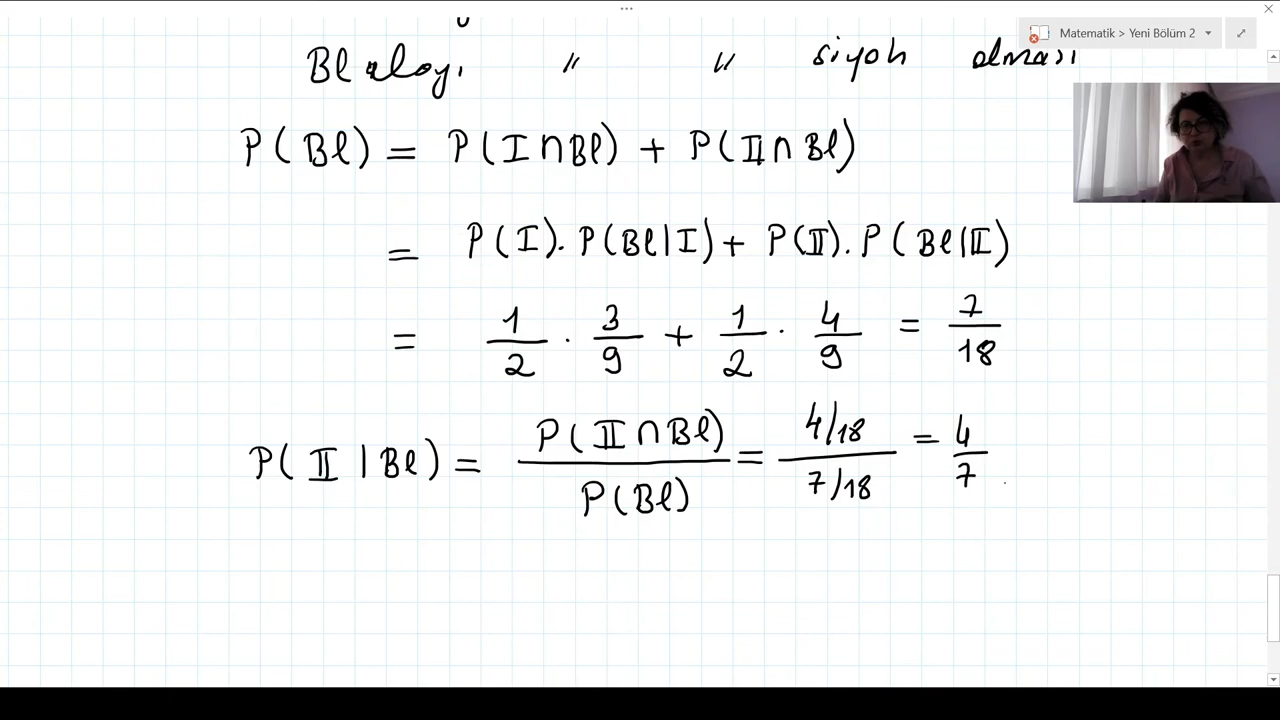 Matematik > Yeni Bölüm 2
Bl olayı " " siyah olması
P(Bl) = P(I∩Bl) + P(II∩Bl)
= P(I). P(Bl|I) + P(II). P(Bl|II)
= 1/2 · 3/9 + 1/2 · 4/9 = 7/18
P(II|Bl) = P(II∩Bl)/P(Bl) = (4/18)/(7/18) = 4/7